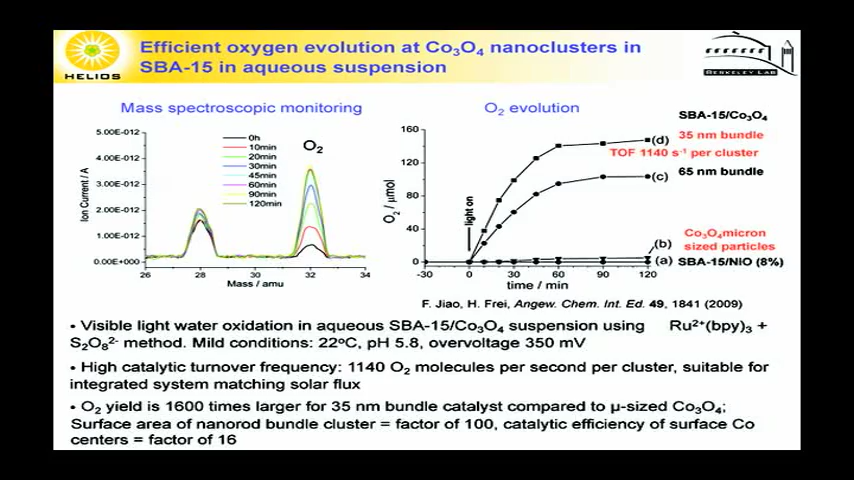 Efficient oxygen evolution at Co₃O₄ nanoclusters in
SBA-15 in aqueous suspension
HELIOS
BERKELEY LAB
Mass spectroscopic monitoring
O₂ evolution
5.00E-012
4.00E-012
3.00E-012
2.00E-012
1.00E-012
0.00E+000
Ion Current / A
26 28 30 32 34
Mass / amu
0h
10min
20min
30min
45min
60min
90min
120min
O₂
160
120
80
40
0
O₂ / μmol
light on
-30 0 30 60 90 120
time / min
SBA-15/Co₃O₄
(d) 35 nm bundle
TOF 1140 s⁻¹ per cluster
(c) 65 nm bundle
(b) Co₃O₄micron
sized particles
(a) SBA-15/NiO (8%)
F. Jiao, H. Frei, Angew. Chem. Int. Ed. 49, 1841 (2009)
• Visible light water oxidation in aqueous SBA-15/Co₃O₄ suspension using Ru²⁺(bpy)₃ +
S₂O₈²⁻ method. Mild conditions: 22°C, pH 5.8, overvoltage 350 mV
• High catalytic turnover frequency: 1140 O₂ molecules per second per cluster, suitable for
integrated system matching solar flux
• O₂ yield is 1600 times larger for 35 nm bundle catalyst compared to μ-sized Co₃O₄;
Surface area of nanorod bundle cluster = factor of 100, catalytic efficiency of surface Co
centers = factor of 16